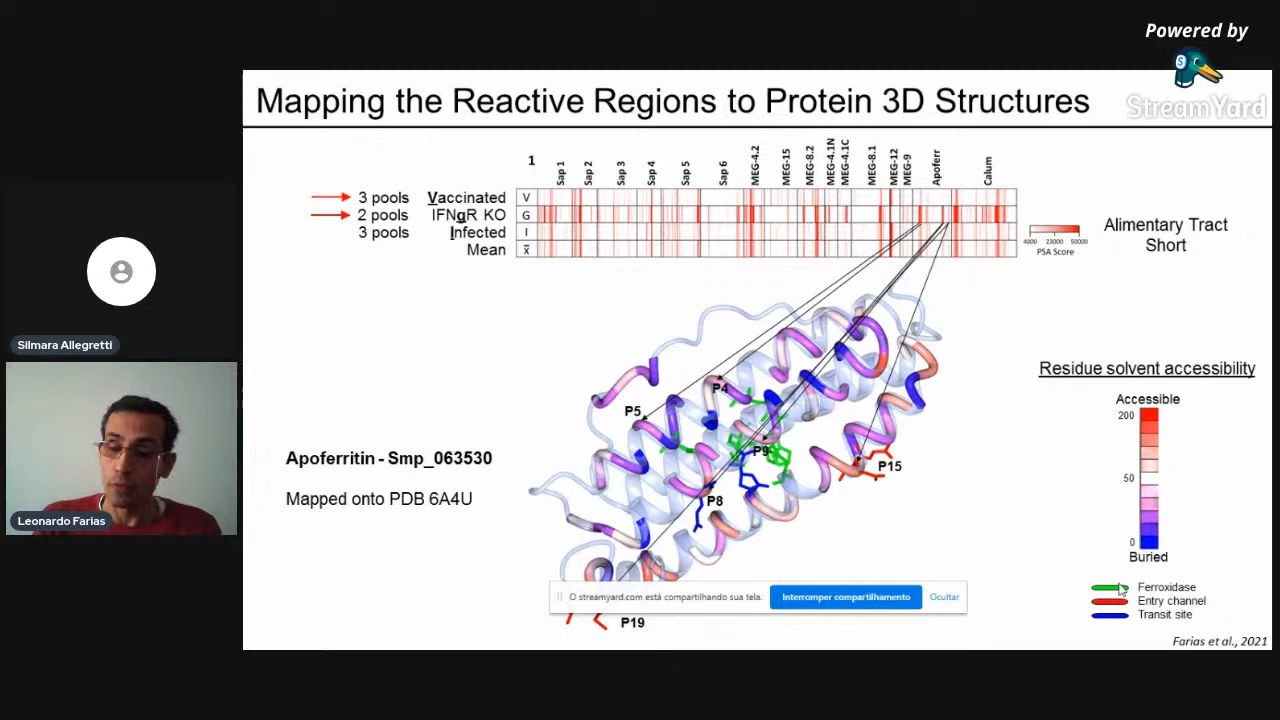 Powered by
StreamYard
Mapping the Reactive Regions to Protein 3D Structures
1
Sap 1
Sap 2
Sap 3
Sap 4
Sap 5
Sap 6
MEG-4.2
MEG-15
MEG-8.2
MEG-4.1N
MEG-4.1C
MEG-8.1
MEG-12
MEG-9
Apoferr
Calum
3 pools Vaccinated V
2 pools IFNgR KO G
3 pools Infected I
Mean x̄
4000 23000 50000
PSA Score
Alimentary Tract
Short
Silmara Allegretti
Leonardo Farias
Apoferritin - Smp_063530
Mapped onto PDB 6A4U
P4
P5
P9
P15
P8
P19
Residue solvent accessibility
Accessible
200
50
0
Buried
Ferroxidase
Entry channel
Transit site
O streamyard.com está compartilhando sua tela. Interromper compartilhamento Ocultar
Farias et al., 2021